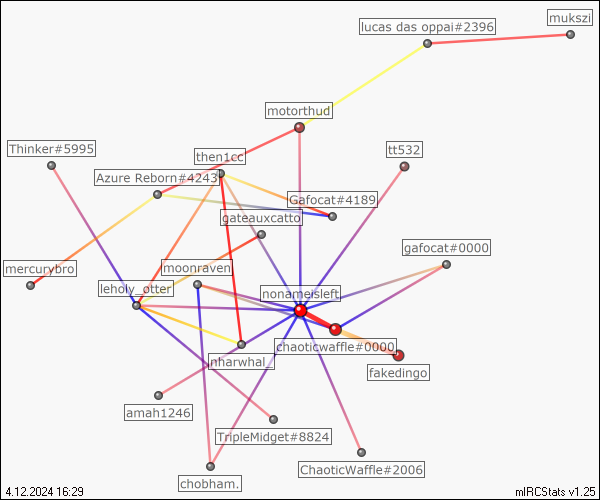 mukszi
lucas das oppai#2396
motorthud
Thinker#5995
then1cc
tt532
Azure Reborn#4243
Gafocat#4189
gateauxcatto
gafocat#0000
mercurybro
moonraven
leholy_otter
nonameisleft
chaoticwaffle#0000
nharwhal_
fakedingo
amah1246
TripleMidget#8824
ChaoticWaffle#2006
chobham.
4.12.2024 16:29
mIRCStats v1.25